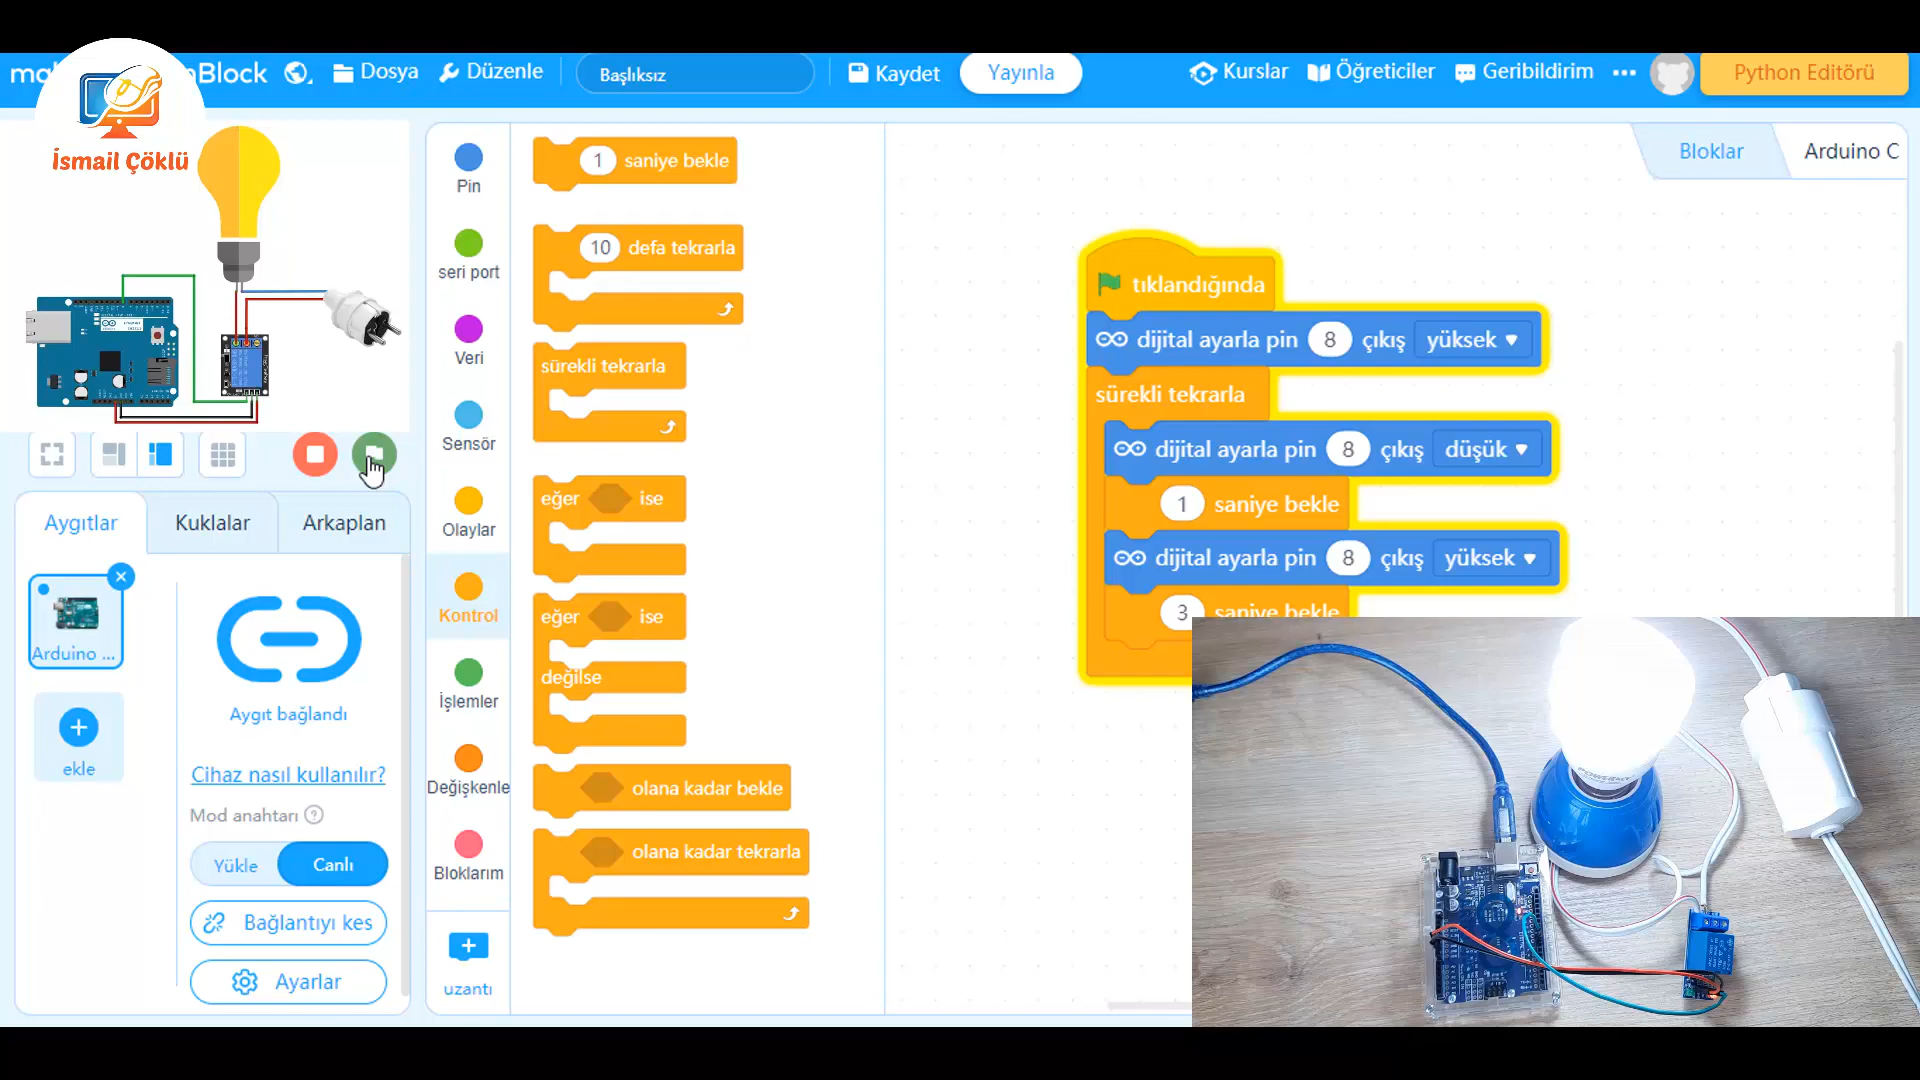 Block
Dosya
Düzenle
Başlıksız
Kaydet
Yayınla
Kurslar
Öğreticiler
Geribildirim
Python Editörü
İsmail Çöklü
Aygıtlar
Kuklalar
Arkaplan
Arduino ...
ekle
Aygıt bağlandı
Cihaz nasıl kullanılır?
Mod anahtarı ?
Yükle
Canlı
Bağlantıyı kes
Ayarlar
Pin
seri port
Veri
Sensör
Olaylar
Kontrol
İşlemler
Değişkenle
Bloklarım
uzantı
1 saniye bekle
10 defa tekrarla
sürekli tekrarla
eğer ise
eğer ise
değilse
olana kadar bekle
olana kadar tekrarla
Bloklar
Arduino C
tıklandığında
dijital ayarla pin 8 çıkış yüksek
sürekli tekrarla
dijital ayarla pin 8 çıkış düşük
1 saniye bekle
dijital ayarla pin 8 çıkış yüksek
3 saniye bekle